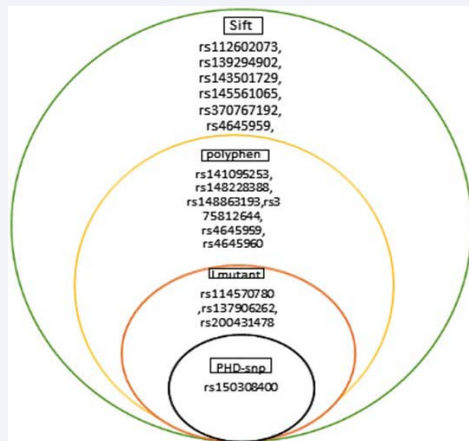 Sift
rs112602073,
rs139294902,
rs143501729,
rs145561065,
rs370767192,
rs4645959,
polyphen
rs141095253,
rs148228388,
rs148863193,rs3
75812644,
rs4645959,
rs4645960
I.mutant
rs114570780
,rs137906262,
rs200431478
PHD-snp
rs150308400